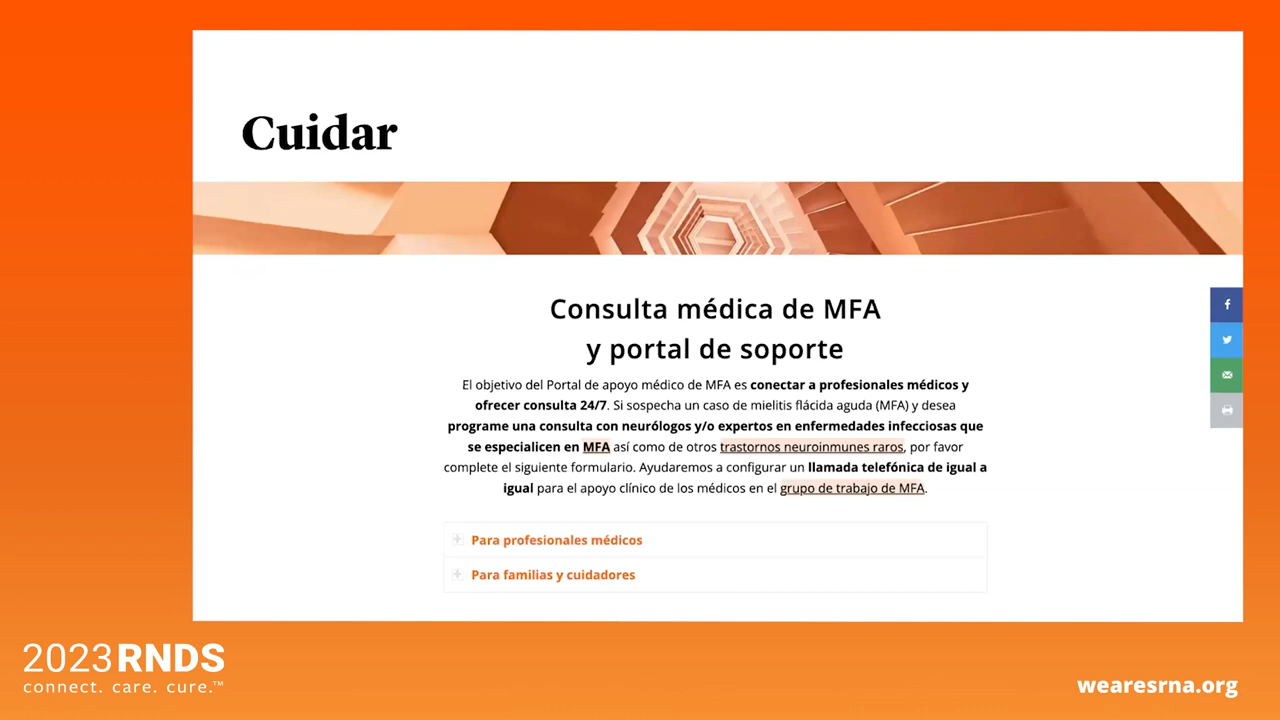 Cuidar
Consulta médica de MFA
y portal de soporte
El objetivo del Portal de apoyo médico de MFA es conectar a profesionales médicos y
ofrecer consulta 24/7. Si sospecha un caso de mielitis flácida aguda (MFA) y desea
programe una consulta con neurólogos y/o expertos en enfermedades infecciosas que
se especialicen en MFA así como de otros trastornos neuroinmunes raros, por favor
complete el siguiente formulario. Ayudaremos a configurar un llamada telefónica de igual a
igual para el apoyo clínico de los médicos en el grupo de trabajo de MFA.
Para profesionales médicos
Para familias y cuidadores
2023 RNDS
connect. care. cure.™
wearesrna.org